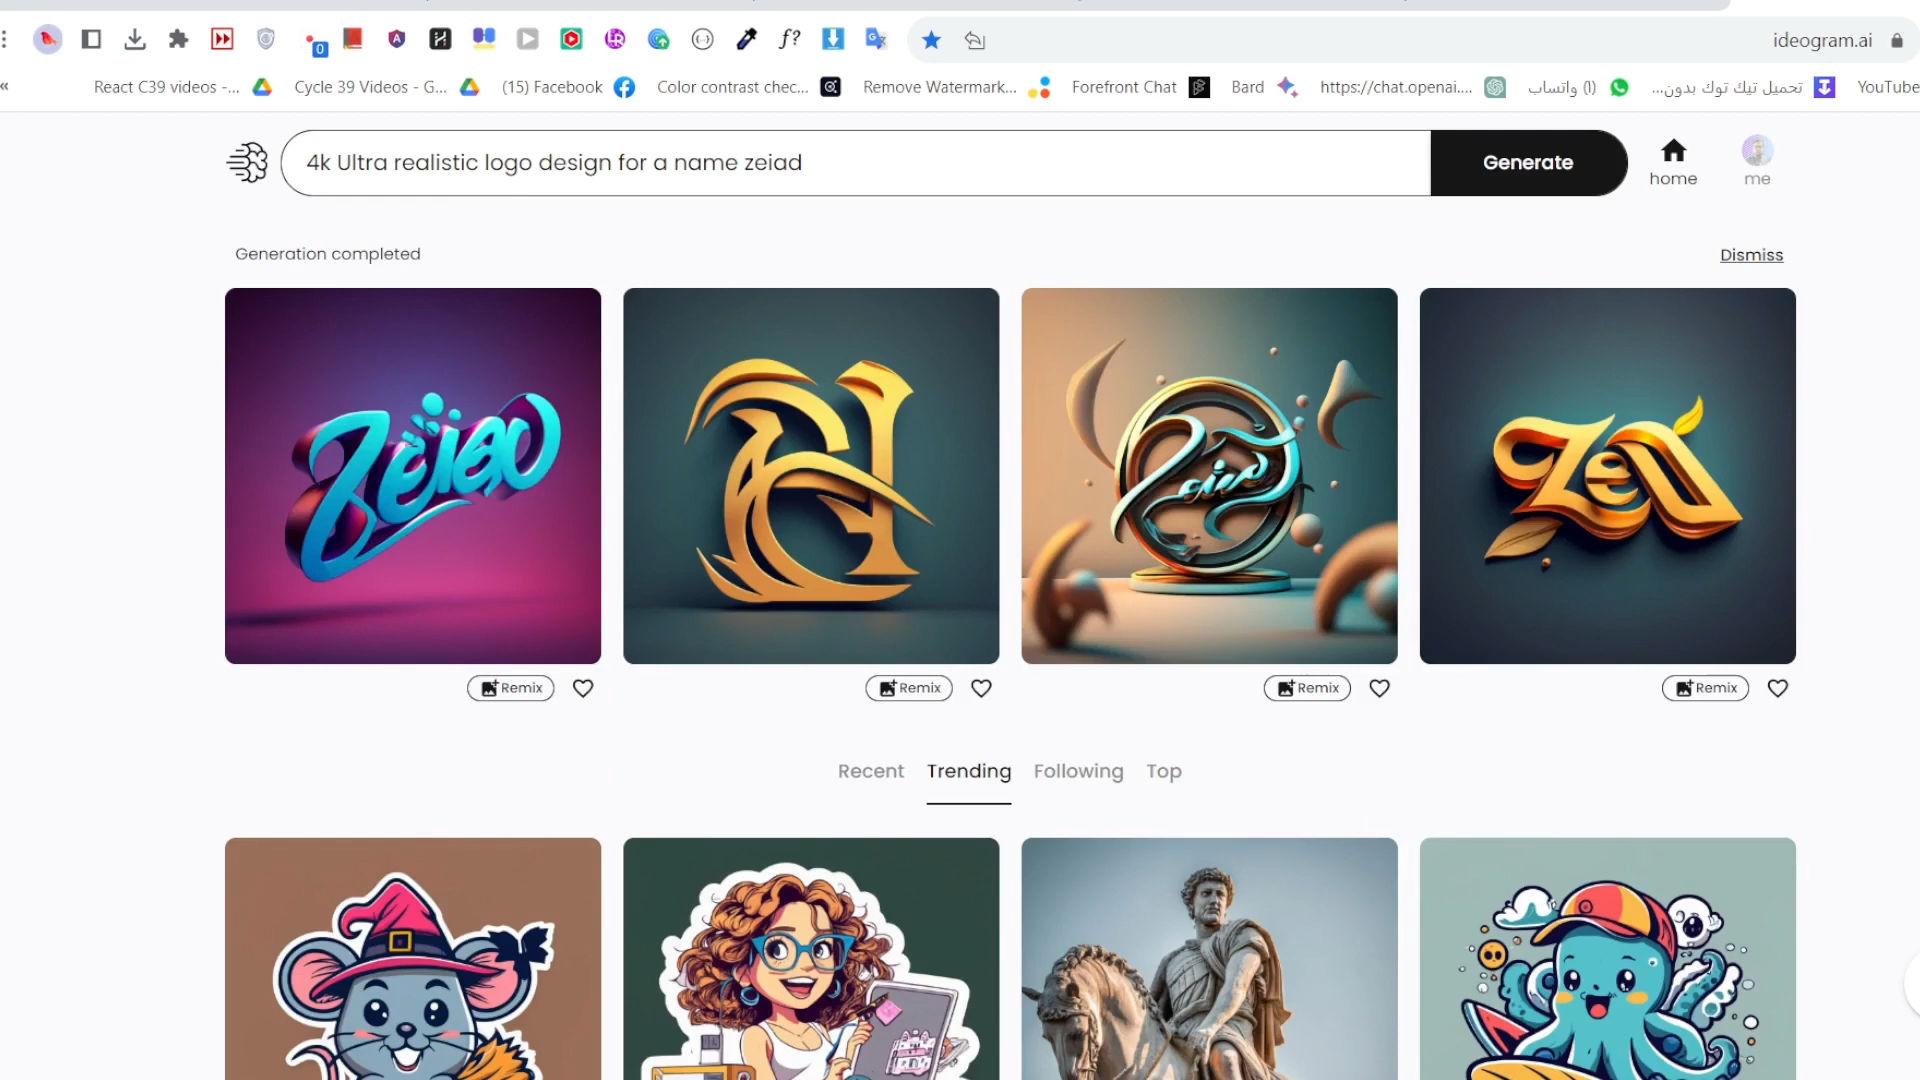 ideogram.ai
React C39 videos -...
Cycle 39 Videos - G...
(15) Facebook
Color contrast chec...
Remove Watermark...
Forefront Chat
Bard
https://chat.openai....
(1) واتساب
تحميل تيك توك بدون...
YouTube
4k Ultra realistic logo design for a name zeiad
Generate
home
me
Generation completed
Dismiss
Zeiao
Remix
Remix
Remix
Remix
Recent
Trending
Following
Top